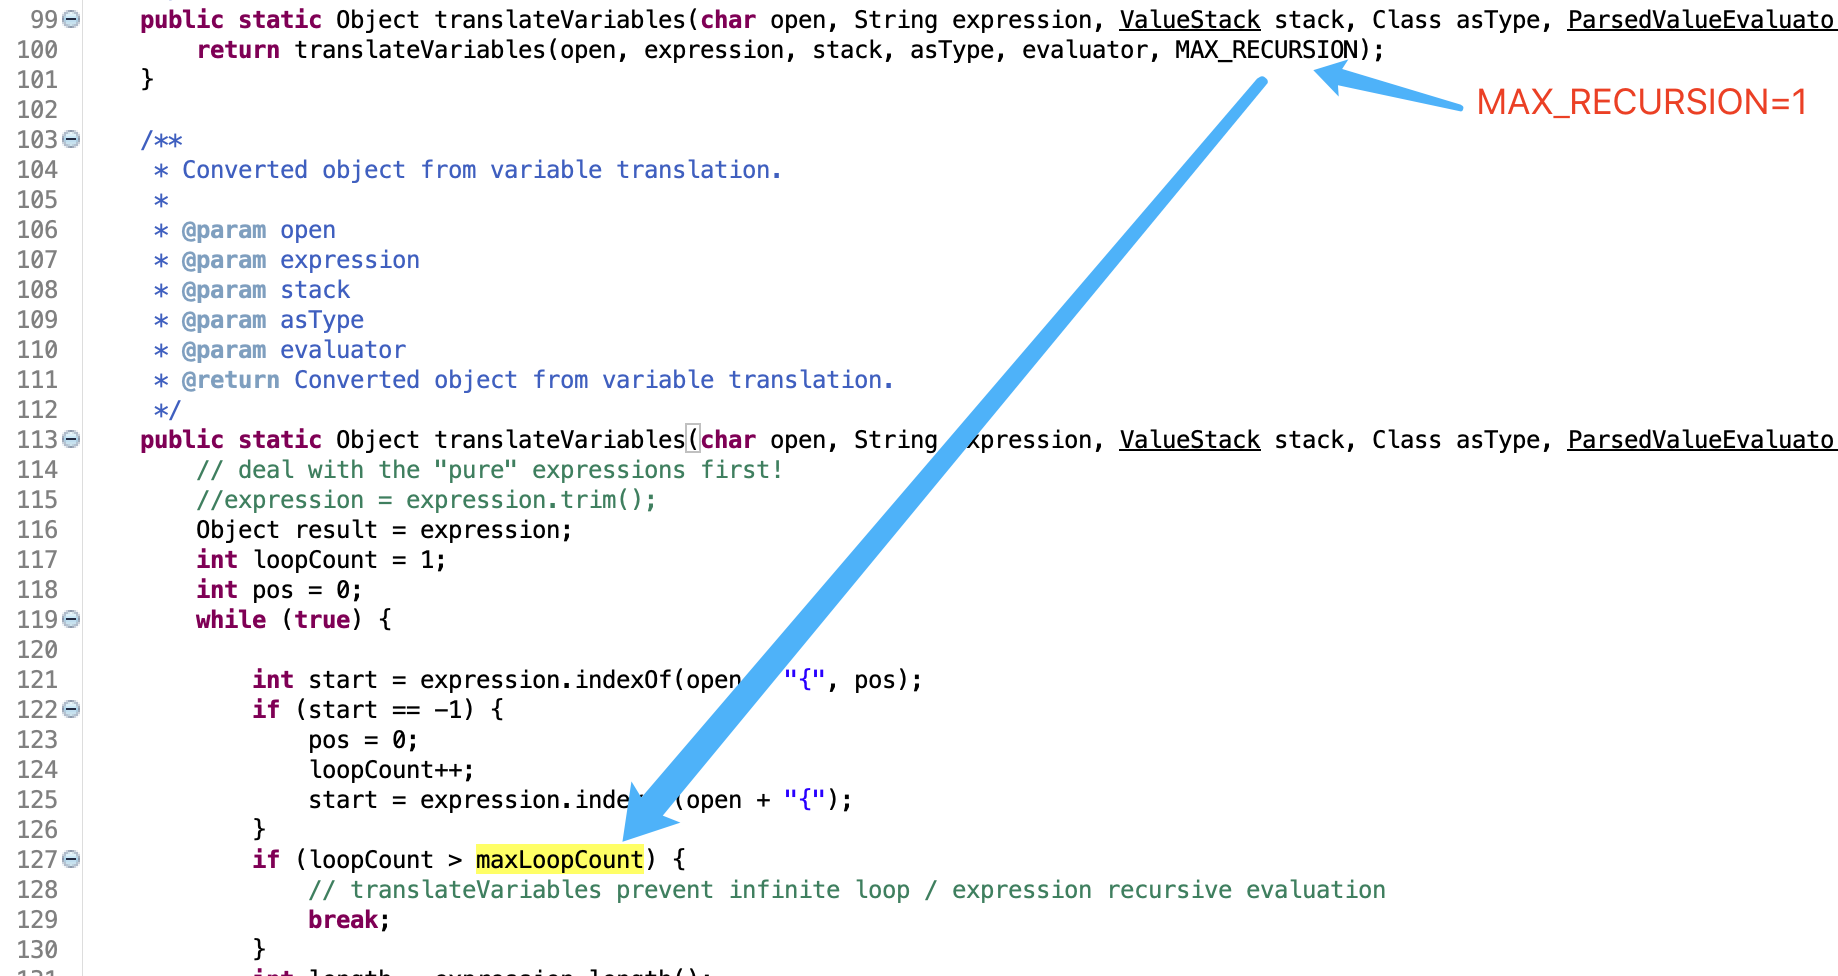 99 public static Object translateVariables(char open, String expression, ValueStack stack, Class asType, ParsedValueEvaluato
100 return translateVariables(open, expression, stack, asType, evaluator, MAX_RECURSION);
101 }
MAX_RECURSION=1
102
103 /**
104 * Converted object from variable translation.
105 *
106 * @param open
107 * @param expression
108 * @param stack
109 * @param asType
110 * @param evaluator
111 * @return Converted object from variable translation.
112 */
113 public static Object translateVariables(char open, String expression, ValueStack stack, Class asType, ParsedValueEvaluato
114 // deal with the "pure" expressions first!
115 //expression = expression.trim();
116 Object result = expression;
117 int loopCount = 1;
118 int pos = 0;
119 while (true) {
120
121 int start = expression.indexOf(open "{", pos);
122 if (start == -1) {
123 pos = 0;
124 loopCount++;
125 start = expression.indexOf(open + "{");
126 }
127 if (loopCount > maxLoopCount) {
128 // translateVariables prevent infinite loop / expression recursive evaluation
129 break;
130 }
131 int length = expression.length();